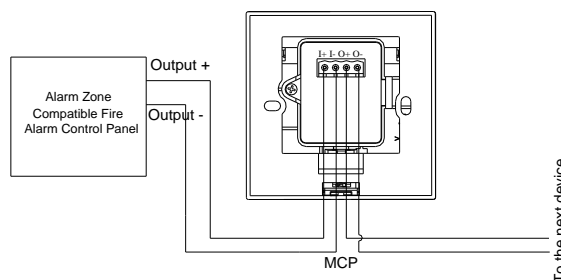 Alarm Zone
Compatible Fire
Alarm Control Panel
Output +
Output -
I+ I- O+ O-
MCP
To the next device